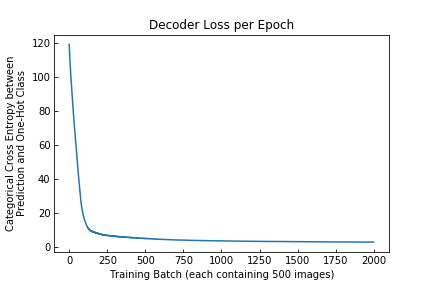 Decoder Loss per Epoch
Categorical Cross Entropy between
Prediction and One-Hot Class
120
100
80
60
40
20
0
0 250 500 750 1000 1250 1500 1750 2000
Training Batch (each containing 500 images)